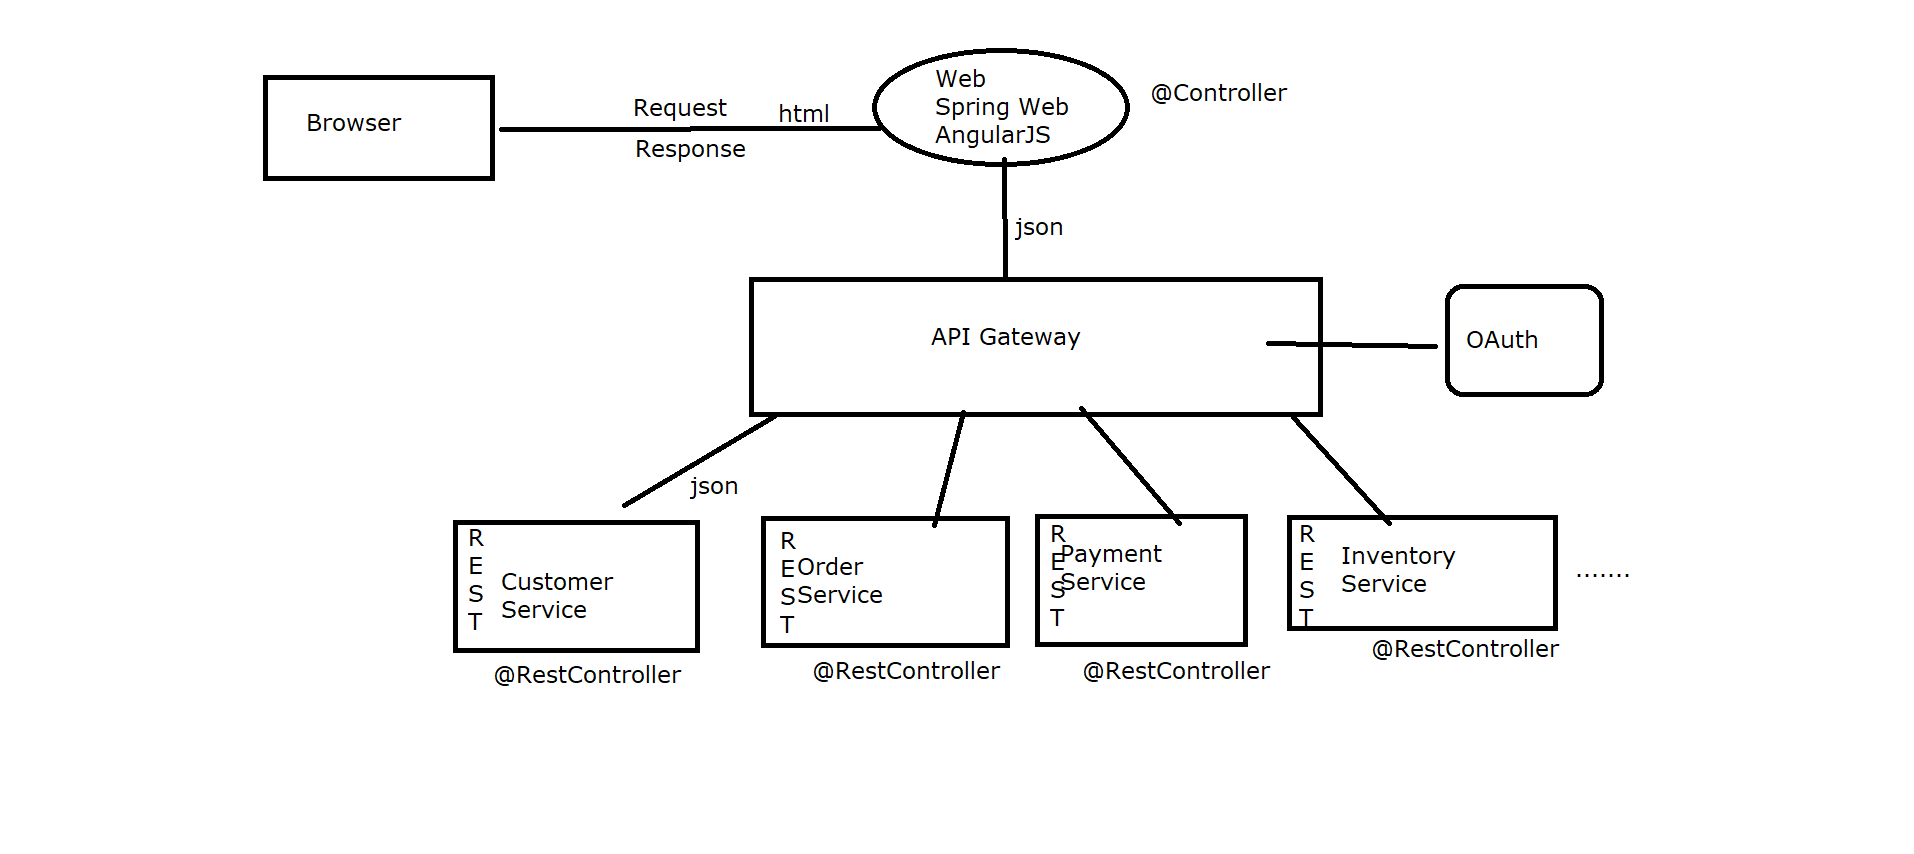 Browser
Request
html
Response
Web
Spring Web
AngularJS
@Controller
json
API Gateway
OAuth
json
R
E
S
T
Customer
Service
@RestController
R
E
S
T
Order
Service
@RestController
R
E
S
T
Payment
Service
@RestController
R
E
S
T
Inventory
Service
@RestController
.......